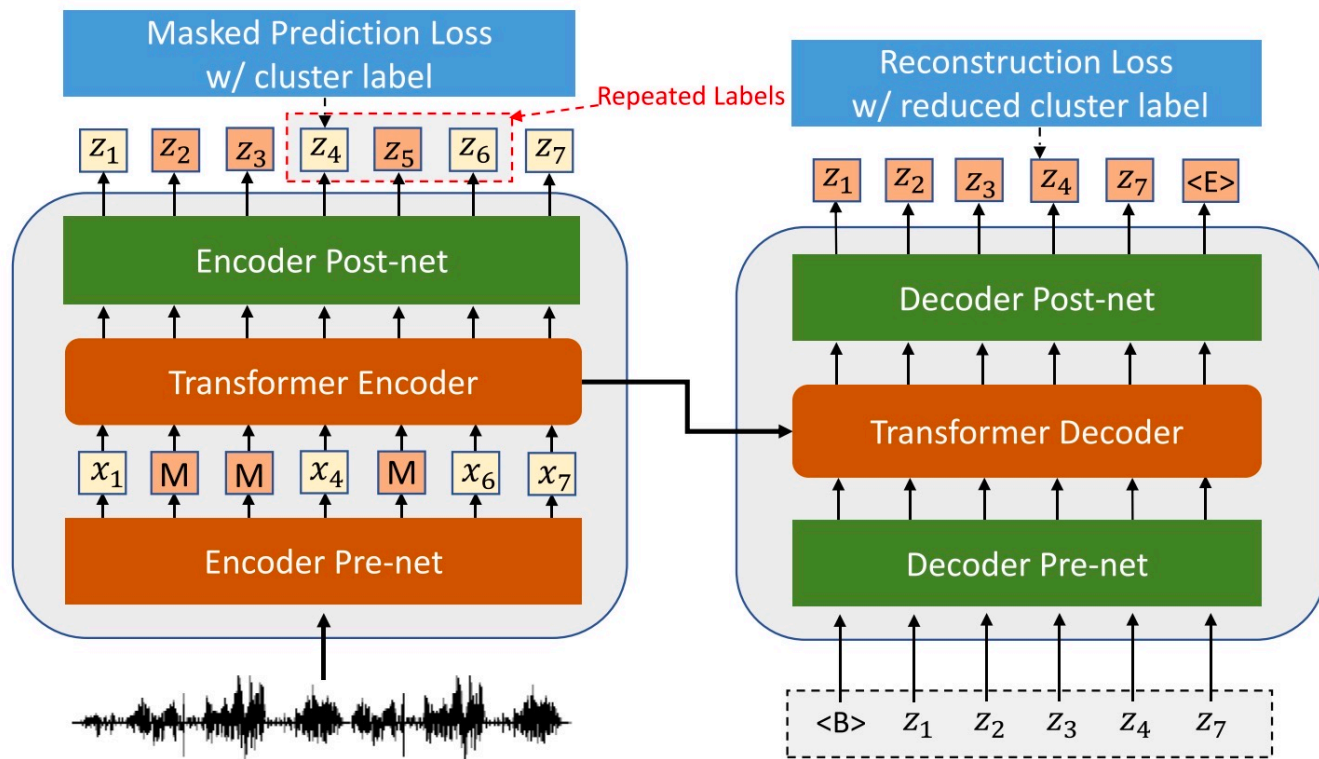 Masked Prediction Loss
w/ cluster label
Repeated Labels
z₁ z₂ z₃ z₄ z₅ z₆ z₇
Encoder Post-net
Transformer Encoder
x₁ M M x₄ M x₆ x₇
Encoder Pre-net
Reconstruction Loss
w/ reduced cluster label
z₁ z₂ z₃ z₄ z₇ <E>
Decoder Post-net
Transformer Decoder
Decoder Pre-net
<B> z₁ z₂ z₃ z₄ z₇